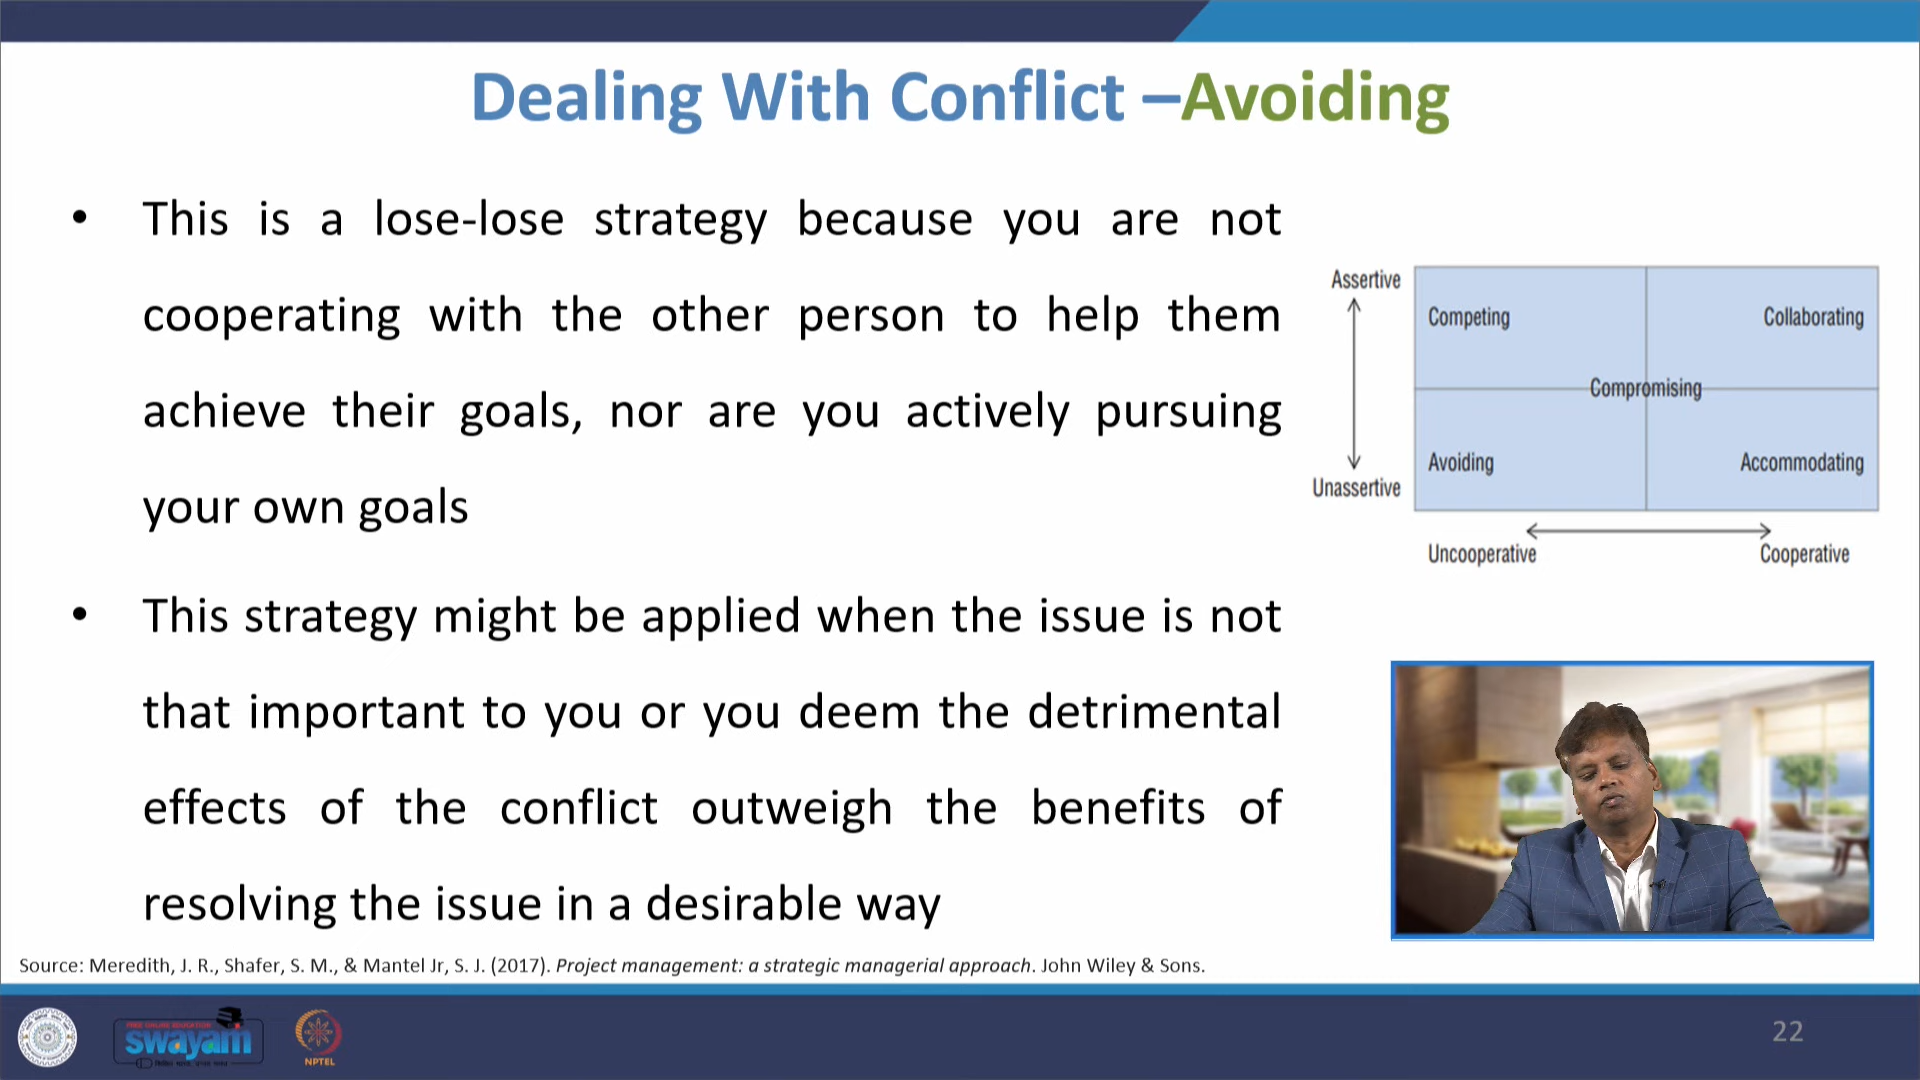 Dealing With Conflict –Avoiding
• This is a lose-lose strategy because you are not
cooperating with the other person to help them
achieve their goals, nor are you actively pursuing
your own goals
• This strategy might be applied when the issue is not
that important to you or you deem the detrimental
effects of the conflict outweigh the benefits of
resolving the issue in a desirable way
Assertive
Unassertive
Competing
Collaborating
Compromising
Avoiding
Accommodating
Uncooperative
Cooperative
Source: Meredith, J. R., Shafer, S. M., & Mantel Jr, S. J. (2017). Project management: a strategic managerial approach. John Wiley & Sons.
FREE ONLINE EDUCATION
swayam
NPTEL
22